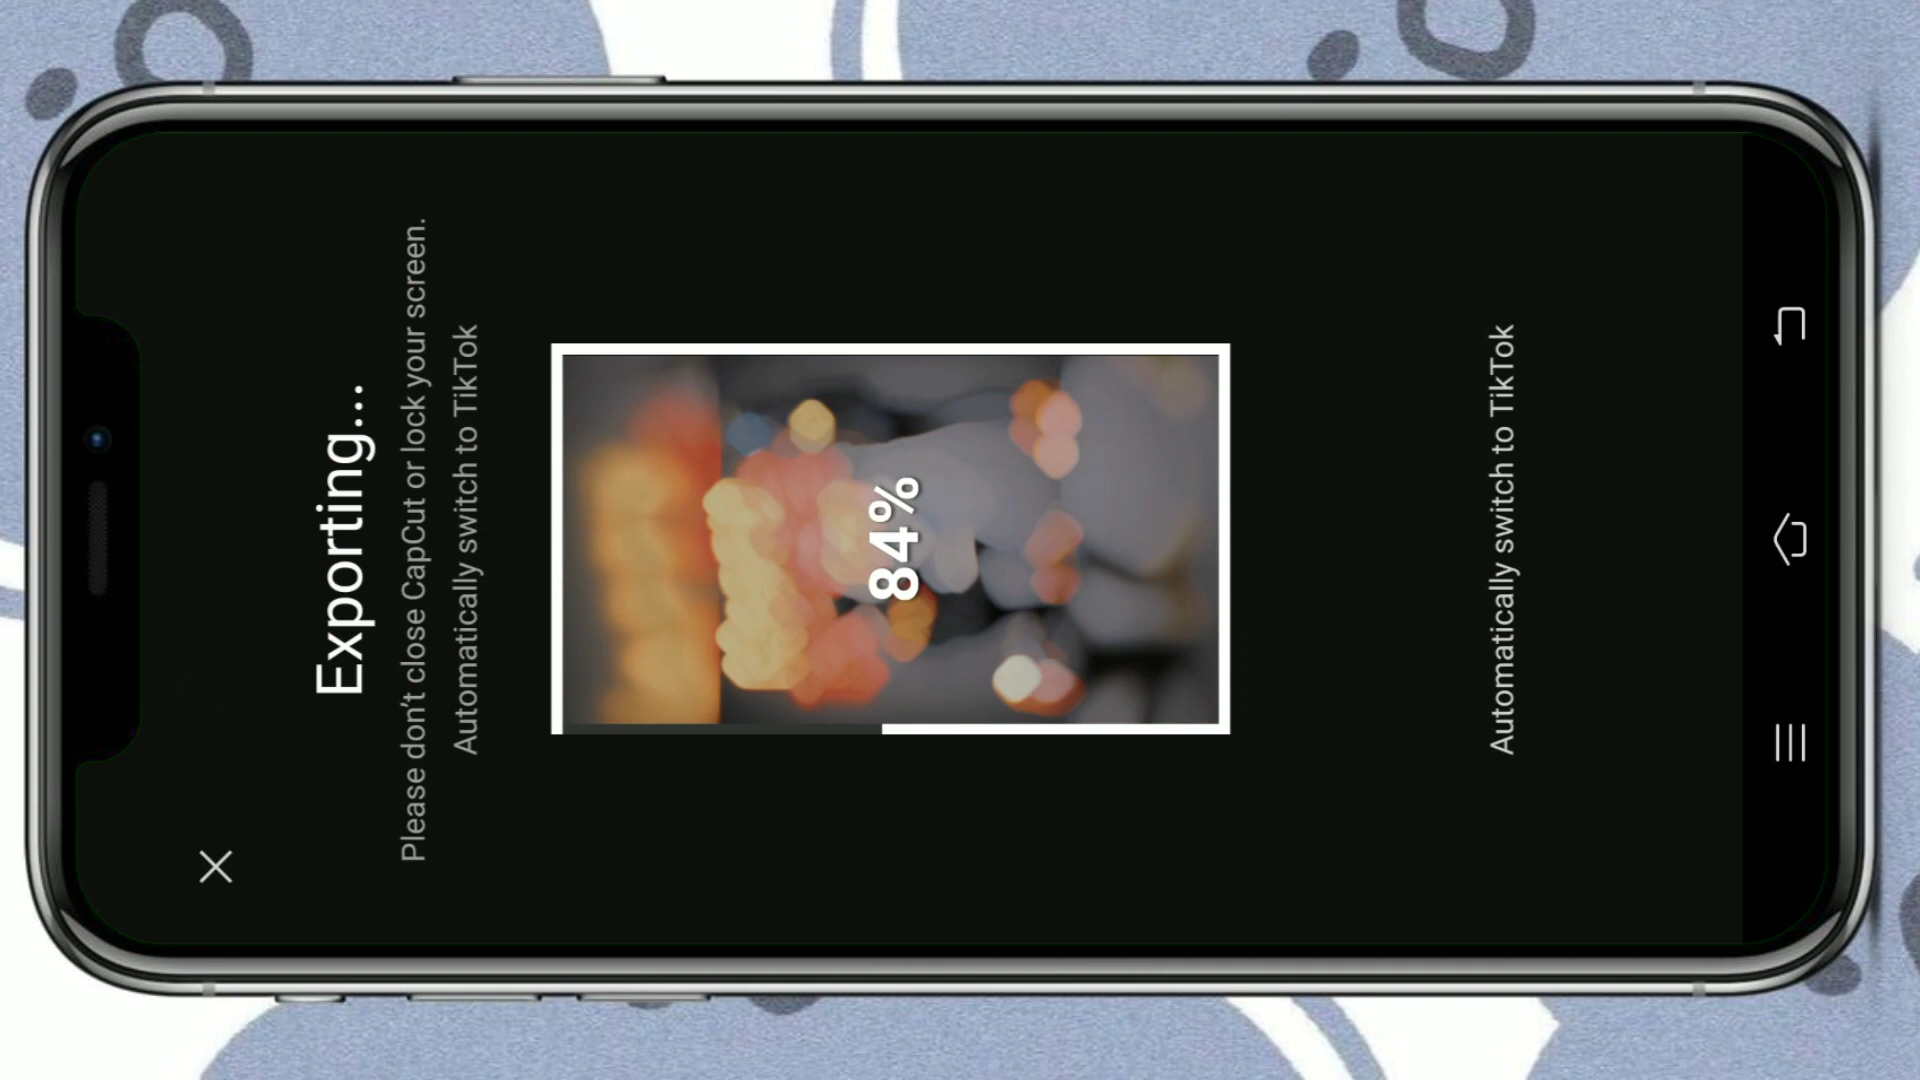 Exporting...
Please don't close CapCut or lock your screen.
Automatically switch to TikTok
84%
Automatically switch to TikTok